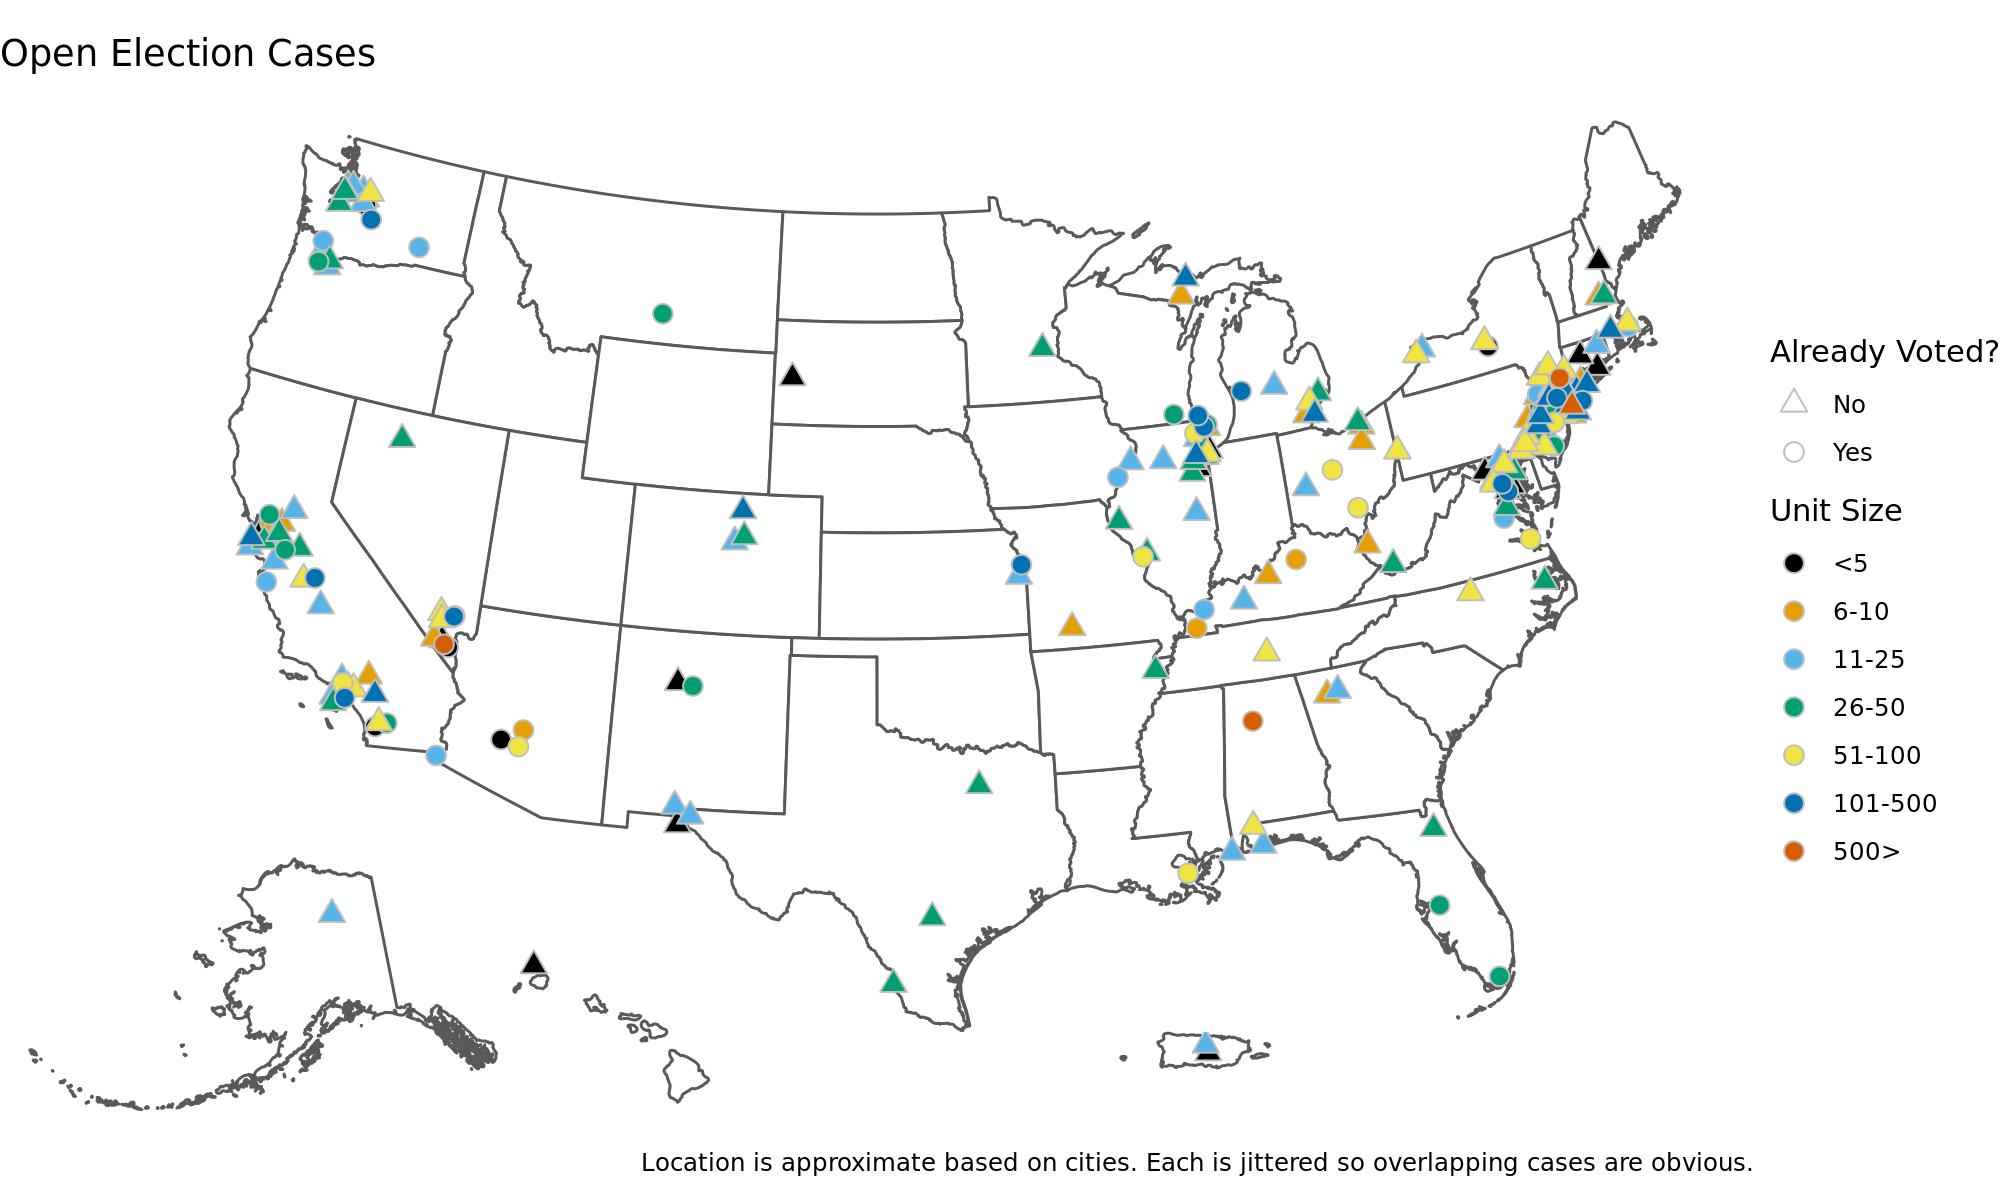 Open Election Cases
Already Voted?
No
Yes
Unit Size
<5
6-10
11-25
26-50
51-100
101-500
500>
Location is approximate based on cities. Each is jittered so overlapping cases are obvious.